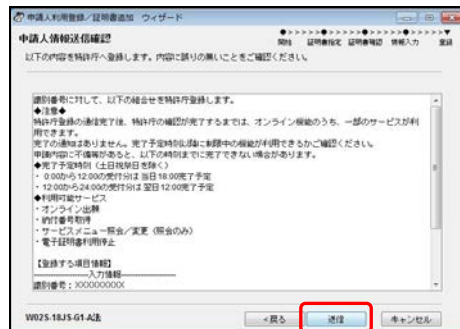 申請人利用登録／証明書追加 ウィザード
申請人情報送信確認
開始 証明書指定 証明書確認 情報入力 登録
以下の内容を特許庁へ登録します。内容に誤りの無いことをご確認ください。
識別番号に対して、以下の組合せを特許庁登録します。
◆注意◆
特許庁登録の通信完了後、特許庁の確認が完了するまでは、オンライン機能のうち、一部のサービスが利
用できます。
完了の通知はありません。完了予定時刻以降に制限中の機能が利用できるかご確認ください。
申請内容に不備等があると、以下の時刻までに完了できない場合があります。
◆完了予定時刻（土日祝祭日を除く）
・ 0:00から12:00の受付分は 当日18:00完了予定
・ 12:00から24:00の受付分は 翌日12:00完了予定
◆利用可能サービス
・オンライン出願
・納付番号取得
・サービスメニュー照会／変更（照会のみ）
・電子証明書利用停止
【登録する項目情報】
--------------------入力情報--------------------
識別番号：XXXXXXXXX
W02S-18JS-G1-A法
<戻る 送信 キャンセル